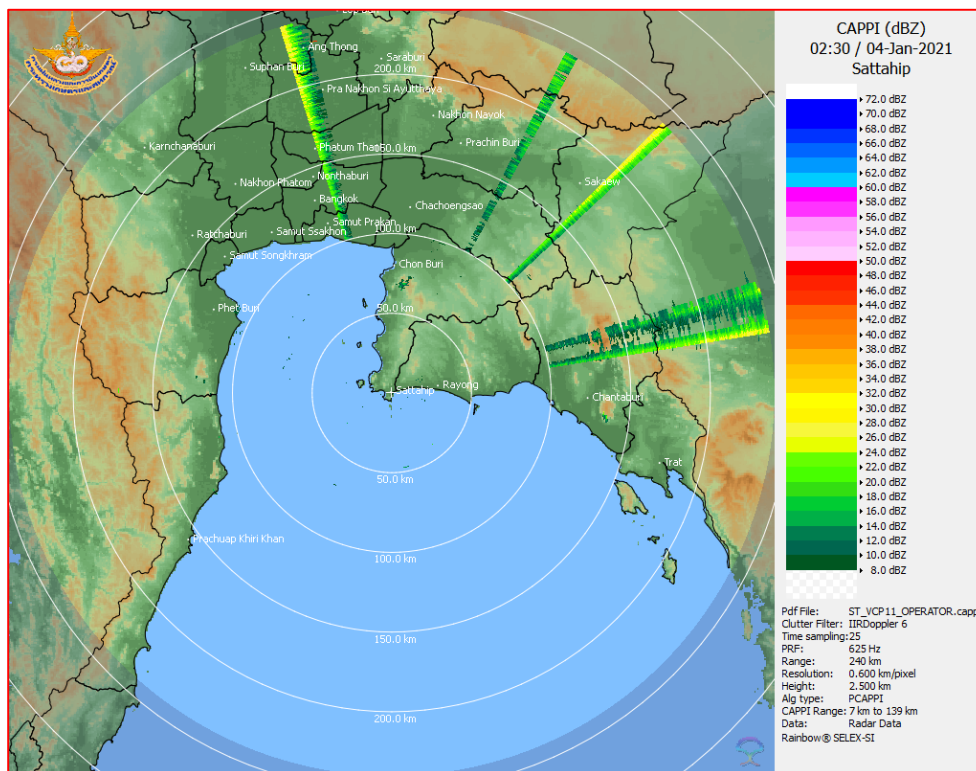 CAPPI (dBZ)
02:30 / 04-Jan-2021
Sattahip
72.0 dBZ
70.0 dBZ
68.0 dBZ
66.0 dBZ
64.0 dBZ
62.0 dBZ
60.0 dBZ
58.0 dBZ
56.0 dBZ
54.0 dBZ
52.0 dBZ
50.0 dBZ
48.0 dBZ
46.0 dBZ
44.0 dBZ
42.0 dBZ
40.0 dBZ
38.0 dBZ
36.0 dBZ
34.0 dBZ
32.0 dBZ
30.0 dBZ
28.0 dBZ
26.0 dBZ
24.0 dBZ
22.0 dBZ
20.0 dBZ
18.0 dBZ
16.0 dBZ
14.0 dBZ
12.0 dBZ
10.0 dBZ
8.0 dBZ
Pdf File: ST_VCP11_OPERATOR.capp
Clutter Filter: IIRDoppler 6
Time sampling:25
PRF: 625 Hz
Range: 240 km
Resolution: 0.600 km/pixel
Height: 2.500 km
Alg type: PCAPPI
CAPPI Range: 7 km to 139 km
Data: Radar Data
Rainbow® SELEX-SI
Ang Thong
Saraburi
Suphan Buri
200.0 km
Pra Nakhon Si Ayutthaya
Nakhon Nayok
Karnchanaburi
Phatum Thani
150.0 km
Prachin Buri
Nonthaburi
Nakhon Phatom
Sakaew
Bangkok
Chachoengsao
Samut Prakan
Ratchaburi
Samut Ssakhon
100.0 km
Samut Songkhram
Chon Buri
Phet Buri
50.0 km
Sattahip
Rayong
Chantaburi
Trat
50.0 km
Prachuap Khiri Khan
100.0 km
150.0 km
200.0 km